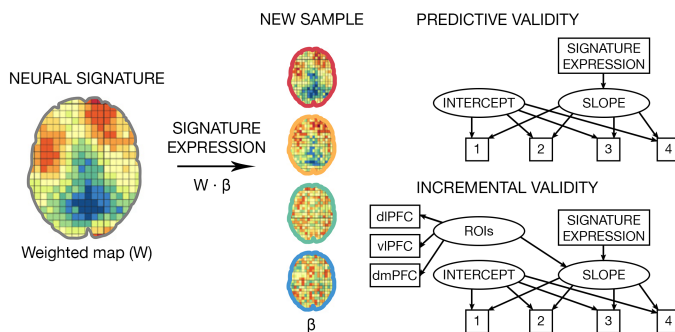 NEURAL SIGNATURE
Weighted map (W)
SIGNATURE
EXPRESSION
W · β
NEW SAMPLE
β
PREDICTIVE VALIDITY
SIGNATURE
EXPRESSION
INTERCEPT
SLOPE
1
2
3
4
INCREMENTAL VALIDITY
dlPFC
vlPFC
dmPFC
ROIs
SIGNATURE
EXPRESSION
INTERCEPT
SLOPE
1
2
3
4